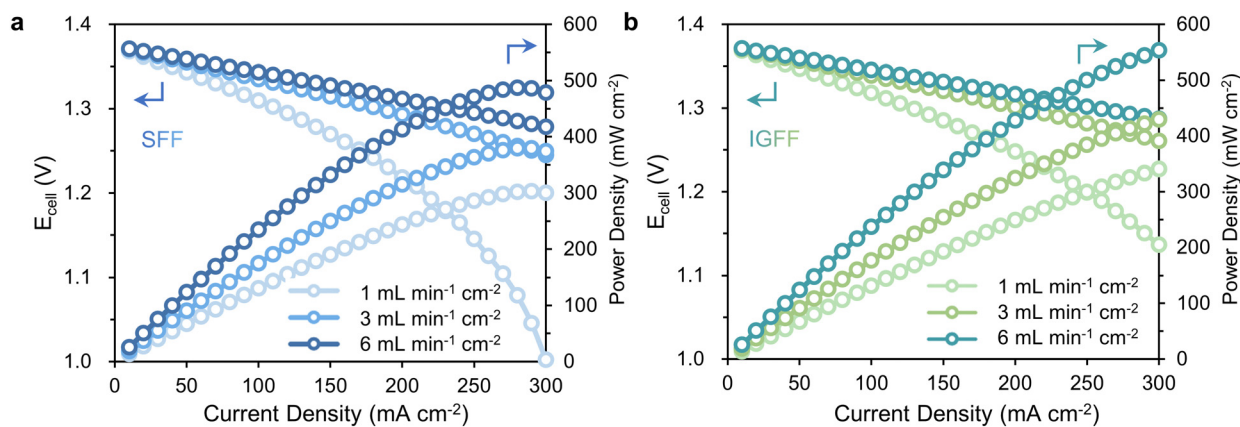 a
1.4
1.3
1.2
1.1
1.0
E_cell (V)
600
500
400
300
200
100
0
Power Density (mW cm⁻²)
SFF
1 mL min⁻¹ cm⁻²
3 mL min⁻¹ cm⁻²
6 mL min⁻¹ cm⁻²
0 50 100 150 200 250 300
Current Density (mA cm⁻²)
b
1.4
1.3
1.2
1.1
1.0
E_cell (V)
600
500
400
300
200
100
0
Power Density (mW cm⁻²)
IGFF
1 mL min⁻¹ cm⁻²
3 mL min⁻¹ cm⁻²
6 mL min⁻¹ cm⁻²
0 50 100 150 200 250 300
Current Density (mA cm⁻²)